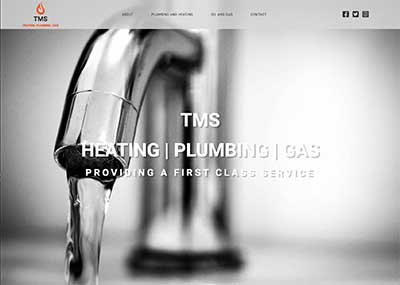 TMS
HEATING, PLUMBING, GAS
ABOUT
PLUMBING AND HEATING
OIL AND GAS
CONTACT
TMS
HEATING | PLUMBING | GAS
PROVIDING A FIRST CLASS SERVICE